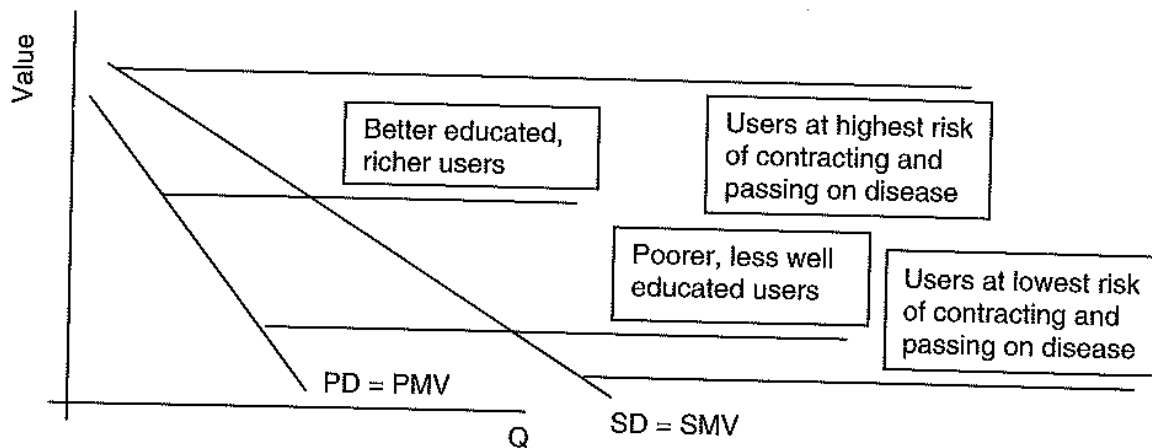 Value
Better educated,
richer users
Users at highest risk
of contracting and
passing on disease
Poorer, less well
educated users
Users at lowest risk
of contracting and
passing on disease
PD = PMV
SD = SMV
Q